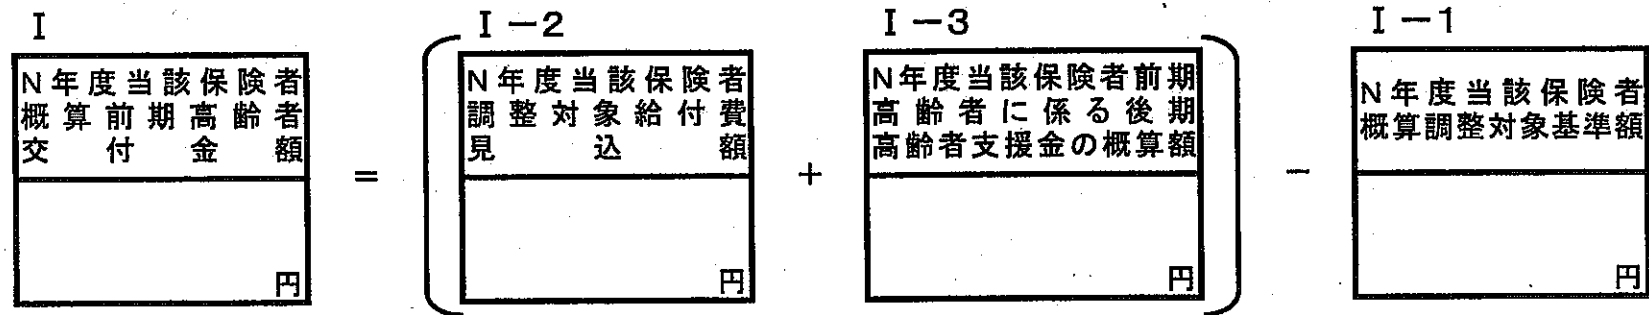 Ⅰ
N年度当該保険者
概算前期高齢者
交付金額
円
=
Ⅰ－2
N年度当該保険者
調整対象給付費
見込額
円
+
Ⅰ－3
N年度当該保険者前期
高齢者に係る後期
高齢者支援金の概算額
円
－
Ⅰ－1
N年度当該保険者
概算調整対象基準額
円